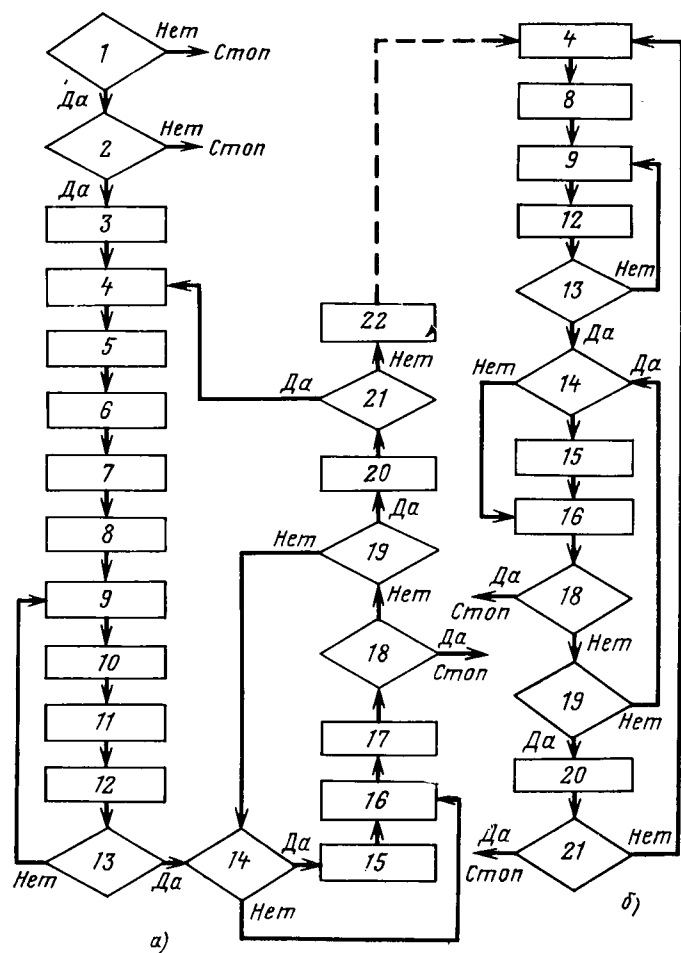 1
Нет
Стоп
Да
2
Нет
Стоп
Да
3
4
5
6
7
8
9
10
11
12
13
Нет
Да
14
Да
Нет
15
16
17
18
Да
Стоп
Нет
19
Нет
Да
20
21
Да
Нет
22
а)
4
8
9
12
13
Нет
Да
14
Нет
Да
15
16
18
Да
Стоп
Нет
19
Нет
Да
20
21
Да
Стоп
Нет
б)